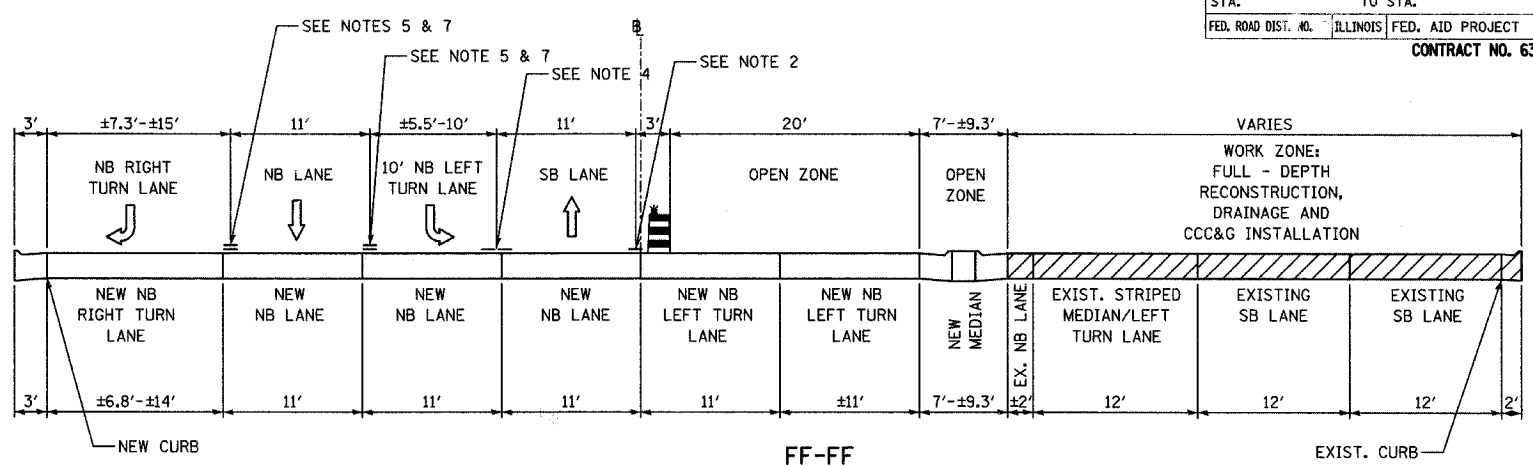 STA. TO STA.
FED. ROAD DIST. NO. ILLINOIS FED. AID PROJECT
CONTRACT NO. 63
SEE NOTES 5 & 7
SEE NOTE 5 & 7
SEE NOTE 4
SEE NOTE 2
3' ±7.3'-±15' 11' ±5.5'-10' 11' 3' 20' 7'-±9.3' VARIES
NB RIGHT
TURN LANE
NB LANE
10' NB LEFT
TURN LANE
SB LANE
OPEN ZONE
OPEN
ZONE
WORK ZONE:
FULL - DEPTH
RECONSTRUCTION,
DRAINAGE AND
CCC&G INSTALLATION
NEW NB
RIGHT TURN
LANE
NEW
NB LANE
NEW
NB LANE
NEW
NB LANE
NEW NB
LEFT TURN
LANE
NEW NB
LEFT TURN
LANE
NEW
MEDIAN
EX. NB LANE
EXIST. STRIPED
MEDIAN/LEFT
TURN LANE
EXISTING
SB LANE
EXISTING
SB LANE
3' ±6.8'-±14' 11' 11' 11' 11' ±11' 7'-±9.3' ±2' 12' 12' 12' 2'
NEW CURB
EXIST. CURB
FF-FF